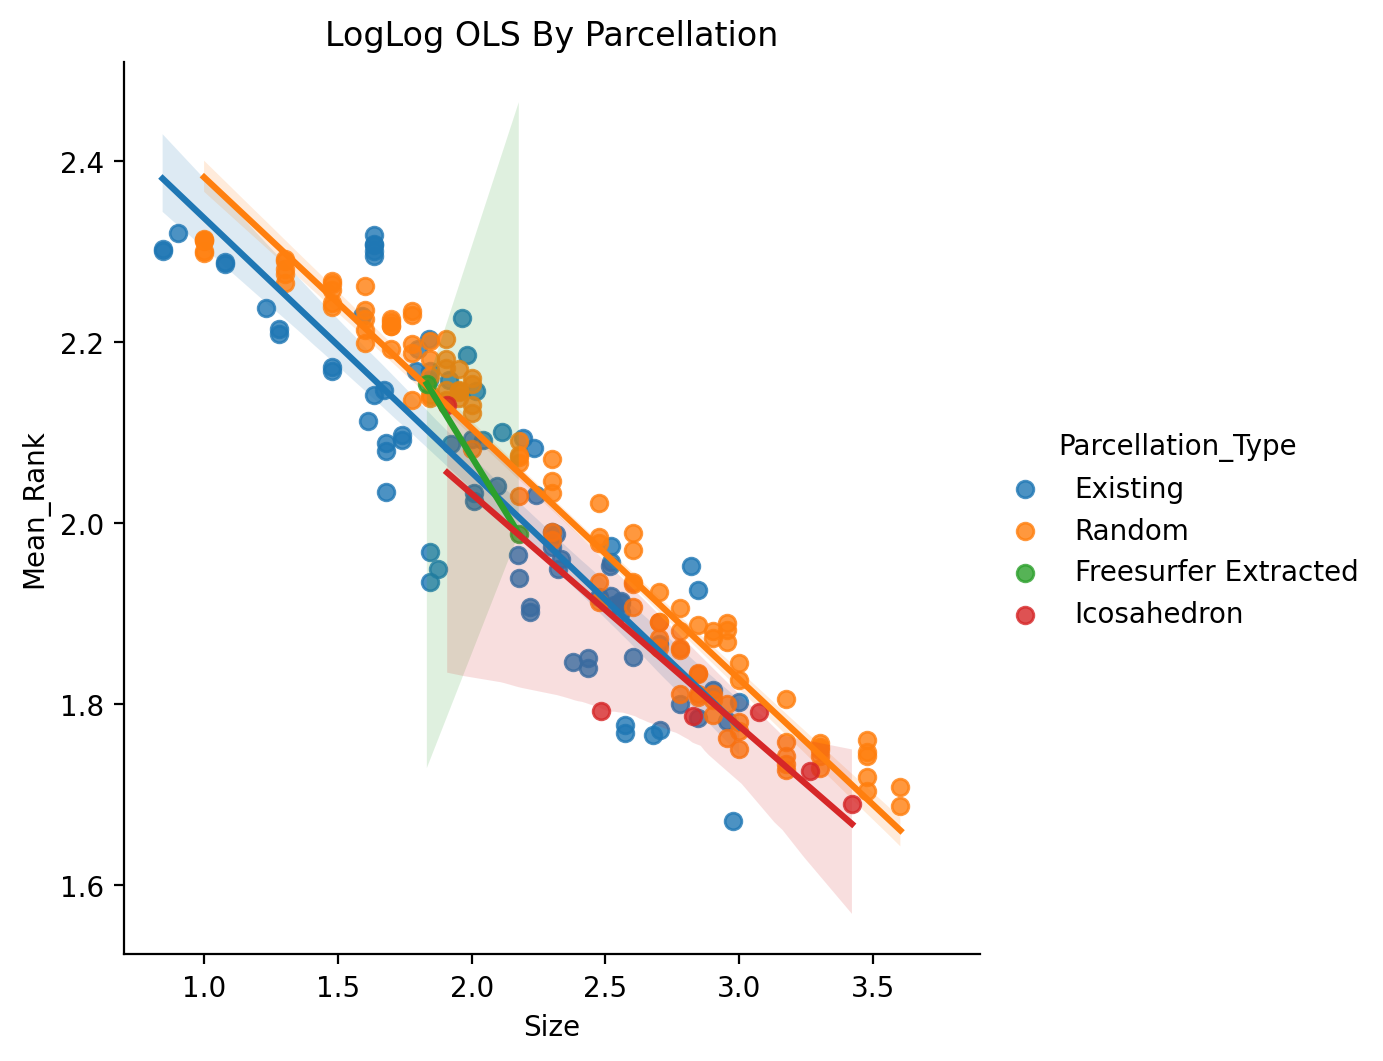 LogLog OLS By Parcellation
2.4
2.2
2.0
1.8
1.6
Mean_Rank
1.0 1.5 2.0 2.5 3.0 3.5
Size
Parcellation_Type
Existing
Random
Freesurfer Extracted
Icosahedron